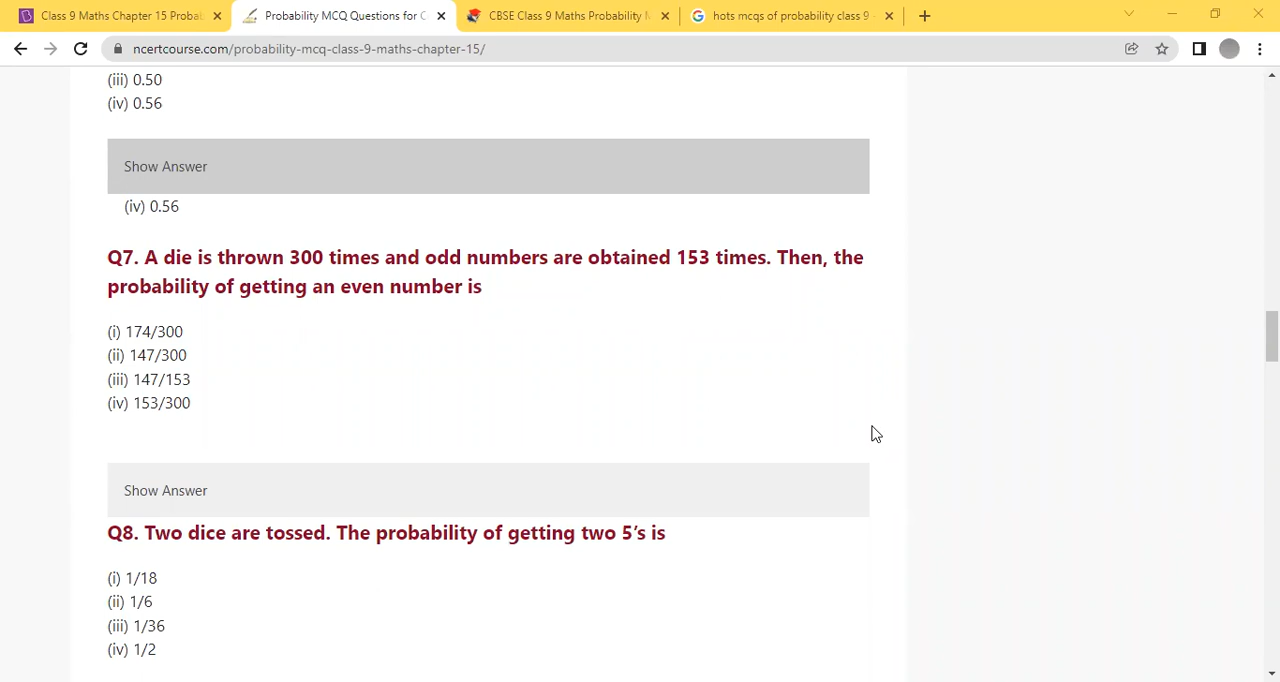 Class 9 Maths Chapter 15 Probab
Probability MCQ Questions for C
CBSE Class 9 Maths Probability M
hots mcqs of probability class 9 -
ncertcourse.com/probability-mcq-class-9-maths-chapter-15/
(iii) 0.50
(iv) 0.56
Show Answer
(iv) 0.56
Q7. A die is thrown 300 times and odd numbers are obtained 153 times. Then, the
probability of getting an even number is
(i) 174/300
(ii) 147/300
(iii) 147/153
(iv) 153/300
Show Answer
Q8. Two dice are tossed. The probability of getting two 5’s is
(i) 1/18
(ii) 1/6
(iii) 1/36
(iv) 1/2